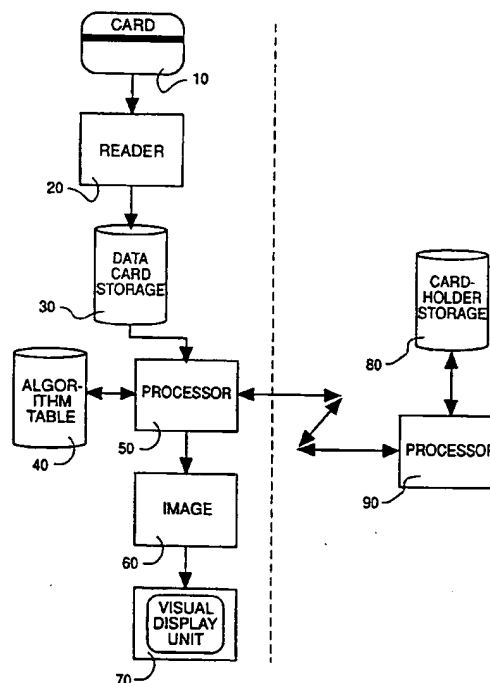 CARD
10
READER
20
DATA
CARD
STORAGE
30
ALGOR-
ITHM
TABLE
40
PROCESSOR
50
IMAGE
60
VISUAL
DISPLAY
UNIT
70
CARD-
HOLDER
STORAGE
80
PROCESSOR
90